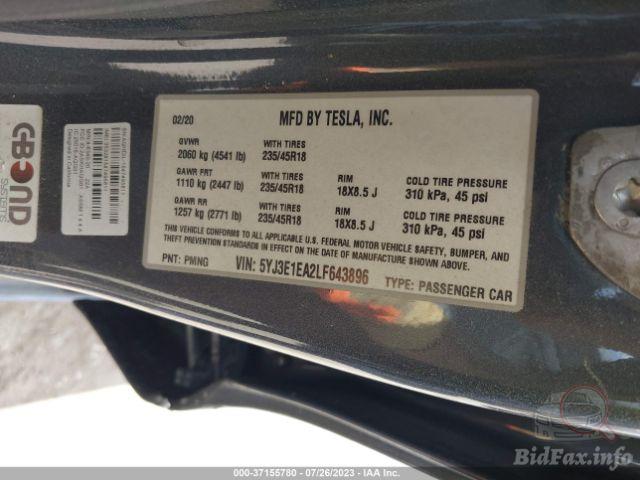 02/20
MFD BY TESLA, INC.
GVWR WITH TIRES
2060 kg (4541 lb) 235/45R18
GAWR FRT WITH TIRES RIM COLD TIRE PRESSURE
1110 kg (2447 lb) 235/45R18 18X8.5 J 310 kPa, 45 psi
GAWR RR WITH TIRES RIM COLD TIRE PRESSURE
1257 kg (2771 lb) 235/45R18 18X8.5 J 310 kPa, 45 psi
THIS VEHICLE CONFORMS TO ALL APPLICABLE U.S. FEDERAL MOTOR VEHICLE SAFETY, BUMPER, AND
THEFT PREVENTION STANDARDS IN EFFECT ON THE DATE OF MANUFACTURE SHOWN ABOVE.
PNT: PMNG VIN: 5YJ3E1EA2LF643896 TYPE: PASSENGER CAR
GBOND
SYSTEMS
Designed in California
BidFax.info
000-37155780 - 07/26/2023 - IAA Inc.